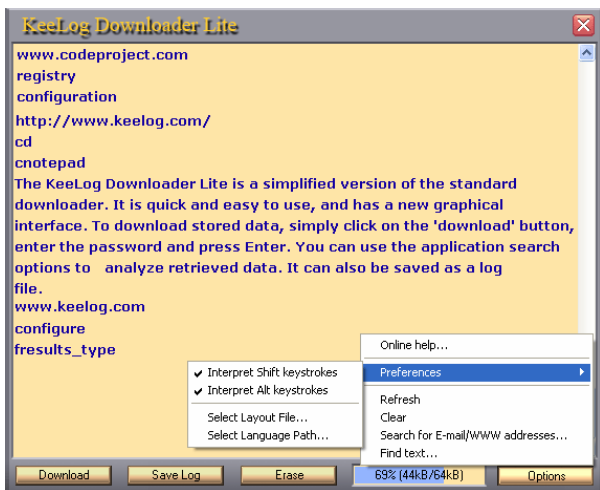 KeeLog Downloader Lite
www.codeproject.com
registry
configuration
http://www.keelog.com/
cd
cnotepad
The KeeLog Downloader Lite is a simplified version of the standard
downloader. It is quick and easy to use, and has a new graphical
interface. To download stored data, simply click on the 'download' button,
enter the password and press Enter. You can use the application search
options to analyze retrieved data. It can also be saved as a log
file.
www.keelog.com
configure
fresults_type
Online help...
Preferences
Refresh
Clear
Search for E-mail/WWW addresses...
Find text...
Interpret Shift keystrokes
Interpret Alt keystrokes
Select Layout File...
Select Language Path...
Download Save Log Erase 69% (44kB/64kB) Options